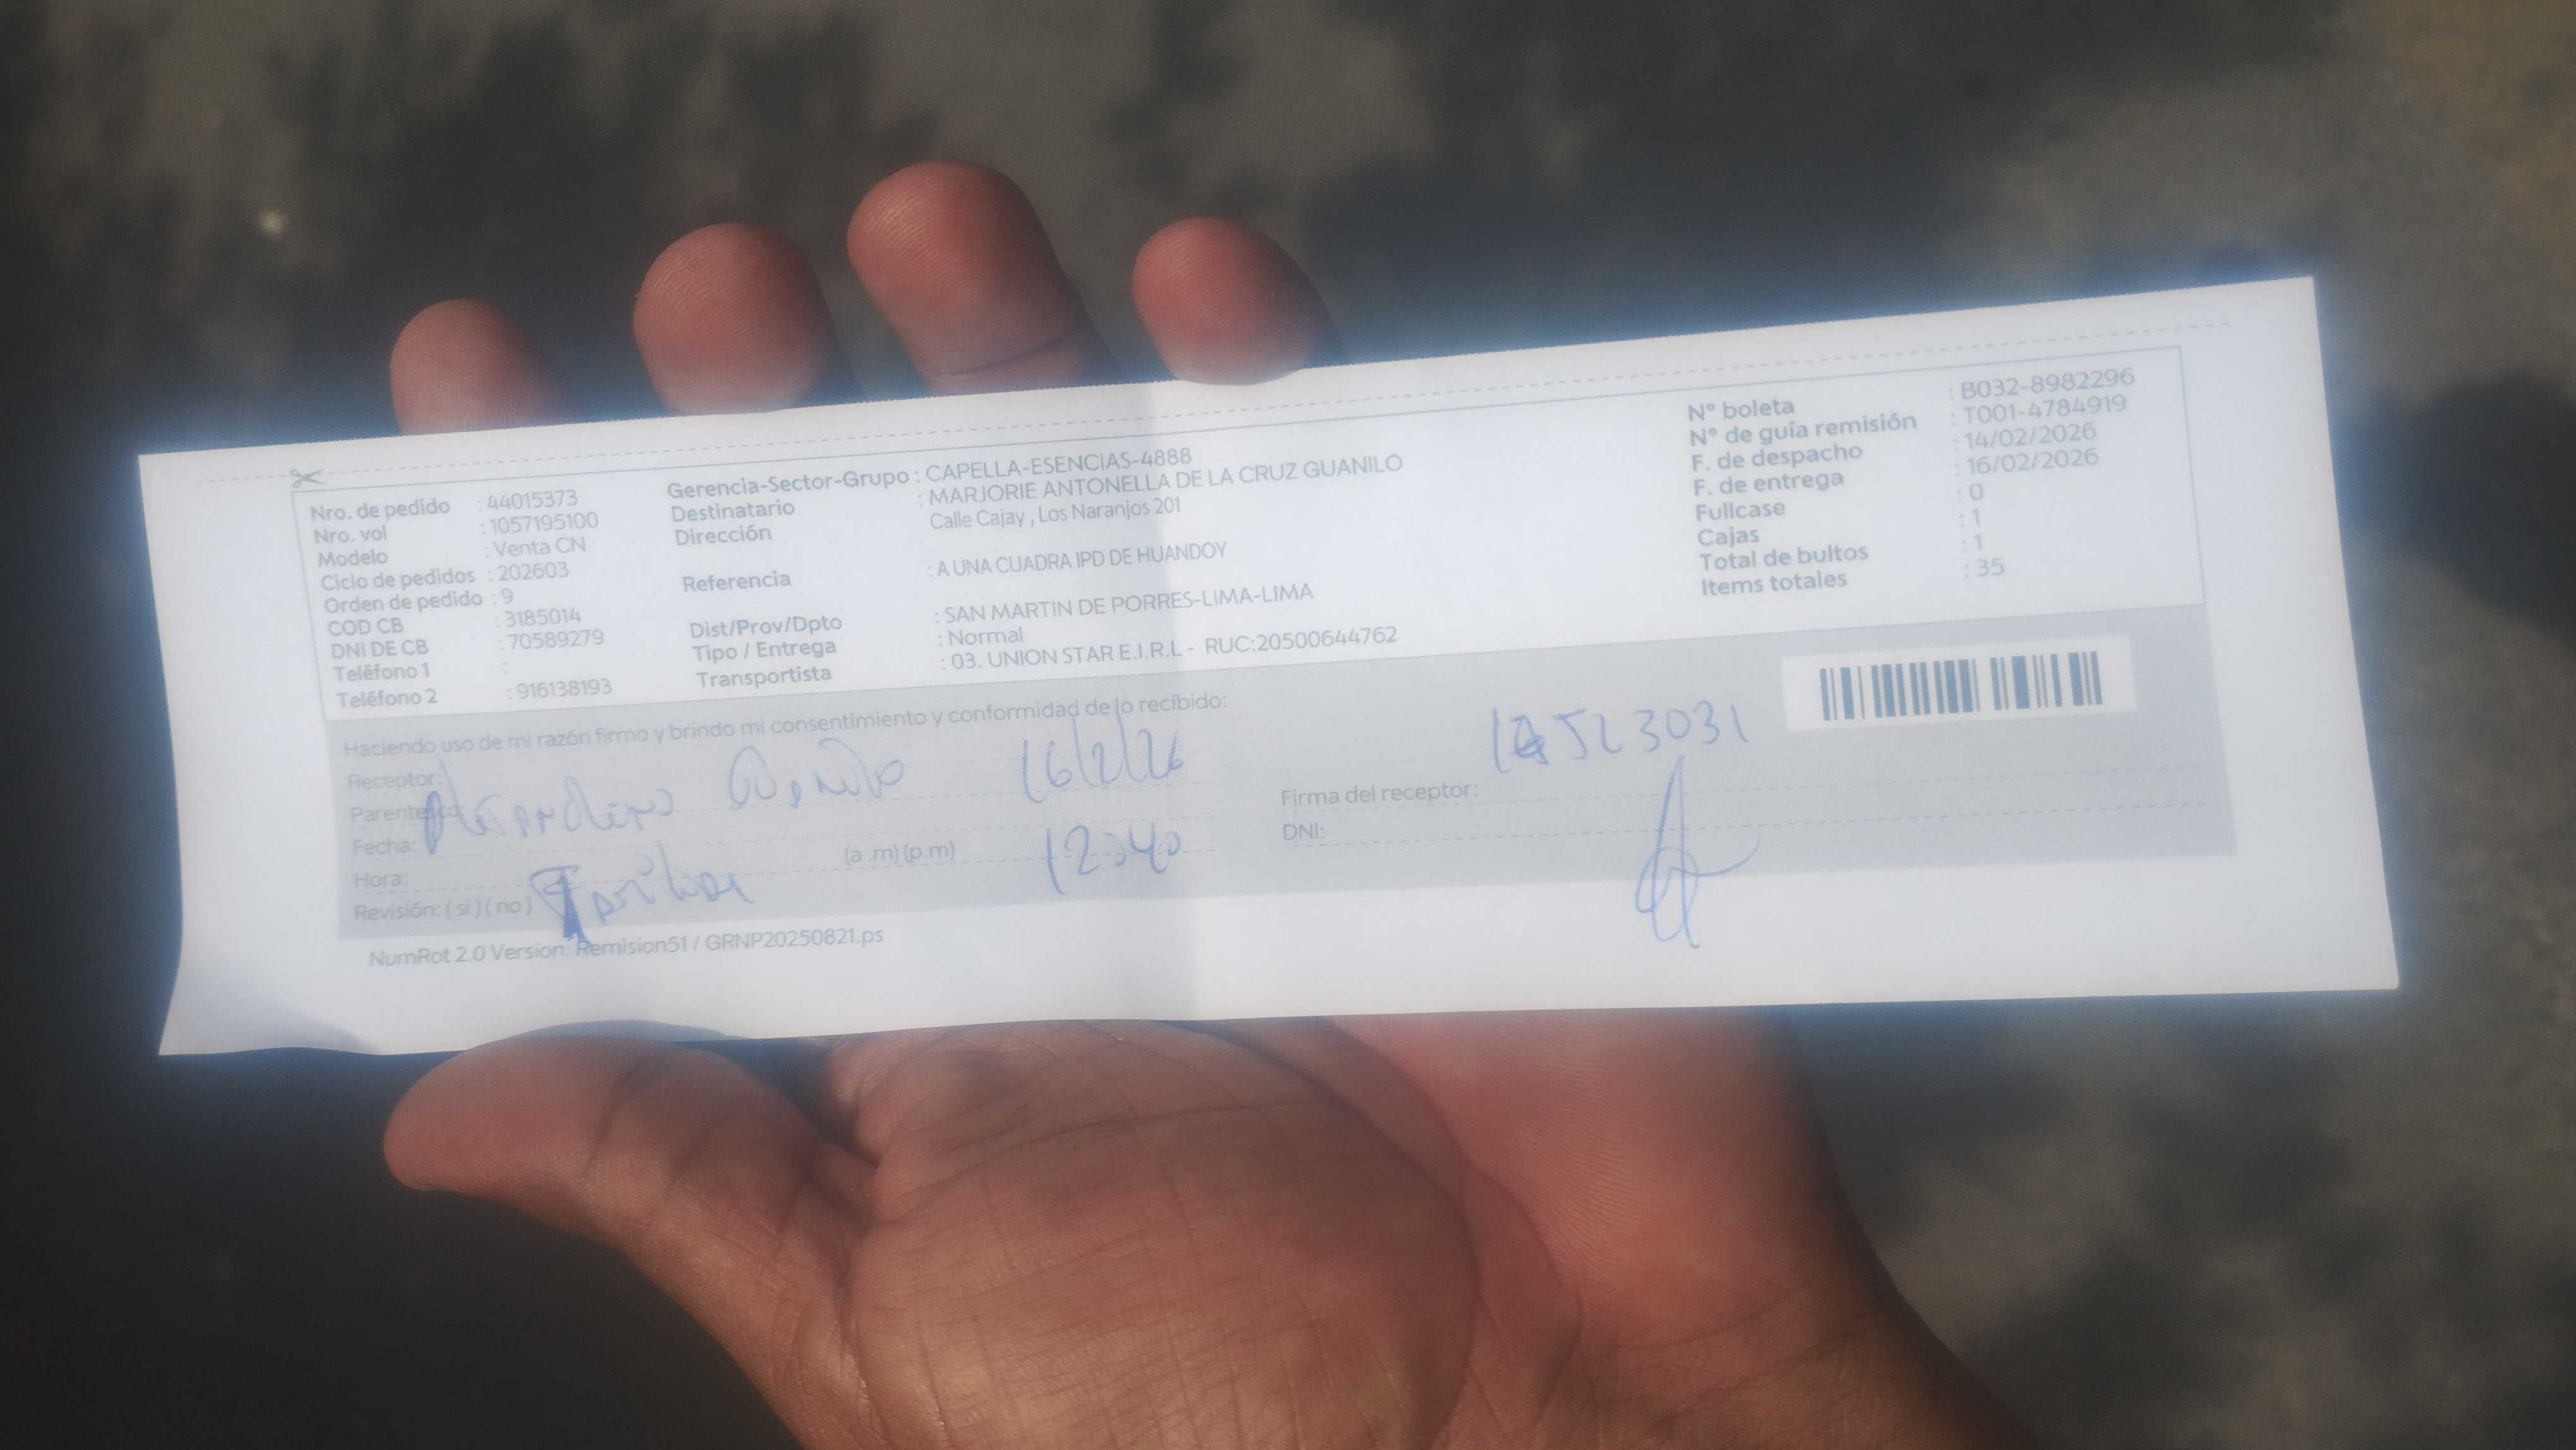 Nro. de pedido : 44015373
Nro. vol : 1057195100
Modelo : Venta CN
Ciclo de pedidos : 202603
Orden de pedido : 9
COD CB : 3185014
DNI DE CB : 70589279
Teléfono 1 :
Teléfono 2 : 916138193
Gerencia-Sector-Grupo : CAPELLA-ESENCIAS-4888
Destinatario : MARJORIE ANTONELLA DE LA CRUZ GUANILO
Dirección Calle Cajay , Los Naranjos 201
Referencia : A UNA CUADRA IPD DE HUANDOY
Dist/Prov/Dpto : SAN MARTIN DE PORRES-LIMA-LIMA
Tipo / Entrega : Normal
Transportista : 03. UNION STAR E.I.R.L - RUC:20500644762
N° boleta : B032-8982296
N° de guía remisión : T001-4784919
F. de despacho : 14/02/2026
F. de entrega : 16/02/2026
Fullcase : 0
Cajas : 1
Total de bultos : 1
Items totales : 35
Haciendo uso de mi razón firmo y brindo mi consentimiento y conformidad de lo recibido:
Receptor:
16/2/26
Parentesco:
Fecha:
Hora: (a .m) (p.m) 12:40
Revisión: ( si ) ( no )
Firma del receptor:
DNI:
NumRot 2.0 Version: Remision51 / GRNP20250821.ps